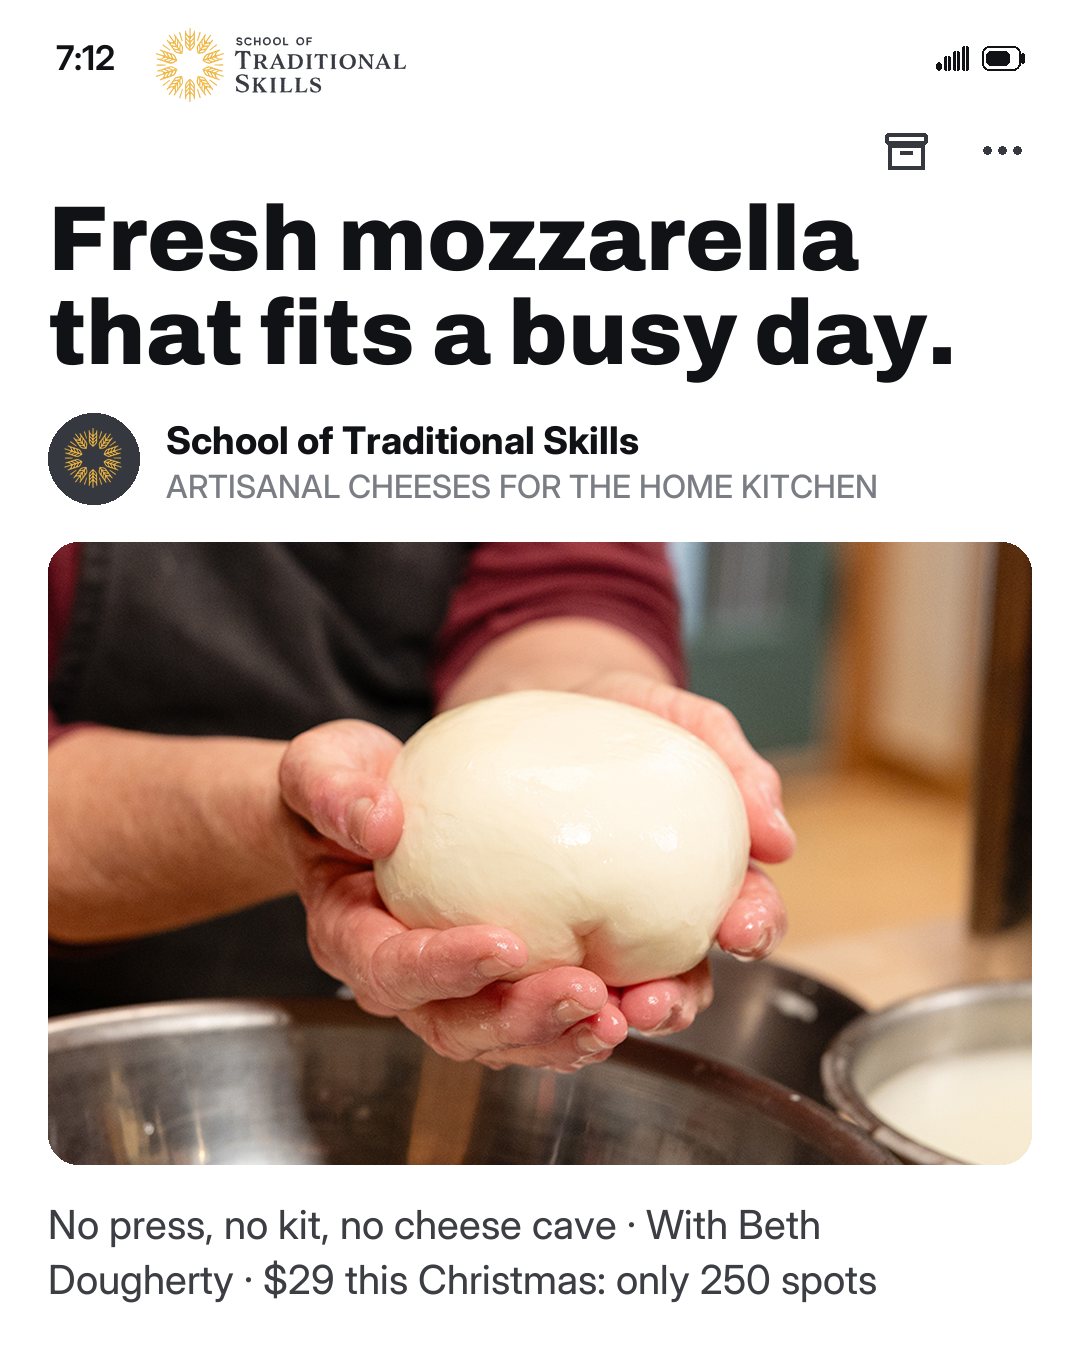 7:12
SCHOOL OF
TRADITIONAL
SKILLS
Fresh mozzarella
that fits a busy day.
School of Traditional Skills
ARTISANAL CHEESES FOR THE HOME KITCHEN
No press, no kit, no cheese cave · With Beth
Dougherty · $29 this Christmas: only 250 spots